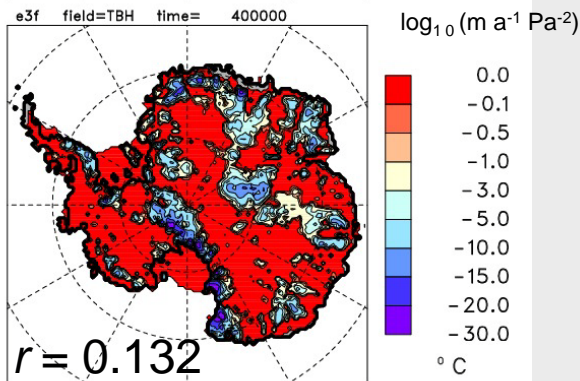 e3f field=TBH time= 400000
log₁₀ (m a⁻¹ Pa⁻²)
0.0
-0.1
-0.5
-1.0
-3.0
-5.0
-10.0
-15.0
-20.0
-30.0
° C
r = 0.132